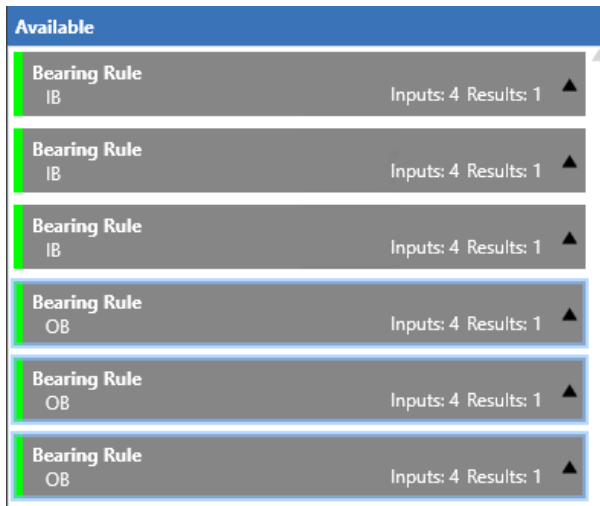 Available
Bearing Rule
IB
Inputs: 4 Results: 1
Bearing Rule
IB
Inputs: 4 Results: 1
Bearing Rule
IB
Inputs: 4 Results: 1
Bearing Rule
OB
Inputs: 4 Results: 1
Bearing Rule
OB
Inputs: 4 Results: 1
Bearing Rule
OB
Inputs: 4 Results: 1